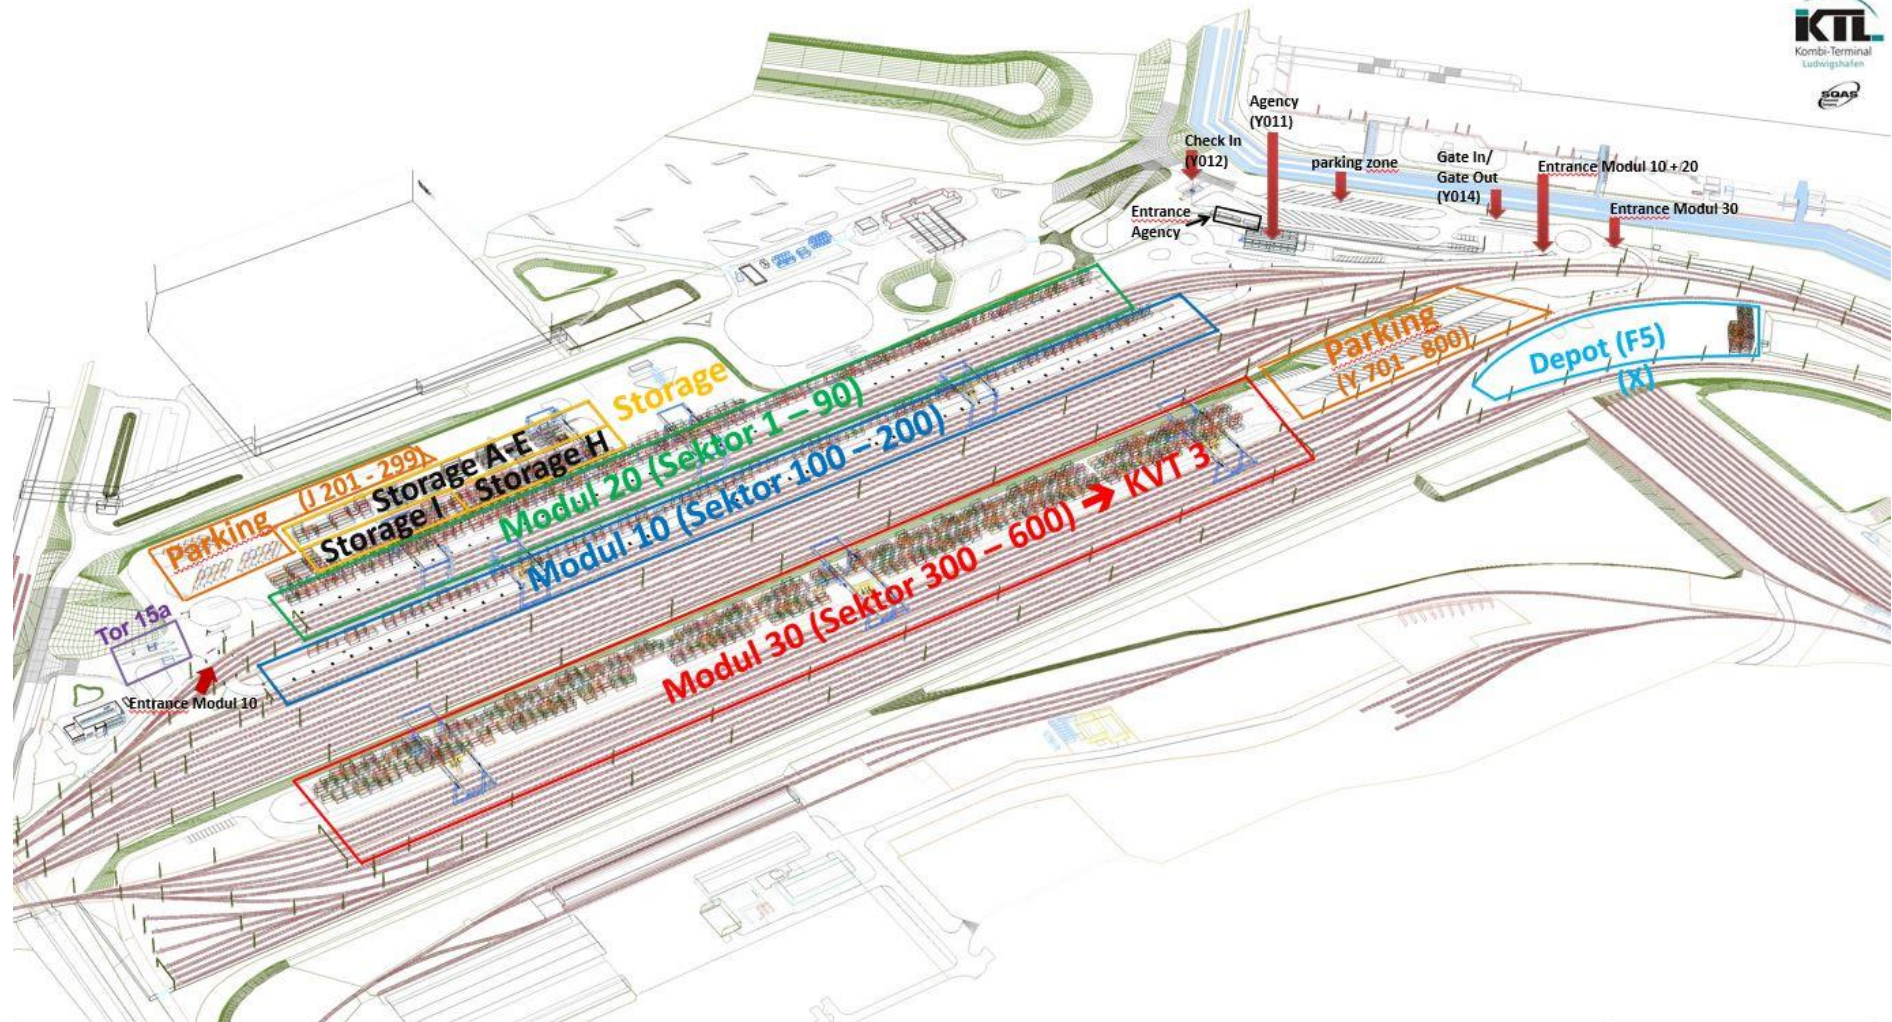 KTL
Kombi-Terminal
Ludwigshafen
SQAS
Agency
(Y011)
Check In
(Y012)
parking zone
Gate In/
Gate Out
(Y014)
Entrance Modul 10 +20
Entrance Modul 30
Entrance
Agency
Parking
(Y 701 - 800)
Depot (F5)
(X)
Storage
Parking
(J 201 - 299)
Storage A-E
Storage I
Storage H
Modul 20 (Sektor 1 – 90)
Modul 10 (Sektor 100 – 200)
Modul 30 (Sektor 300 – 600) → KVT 3
Tor 15a
Entrance Modul 10